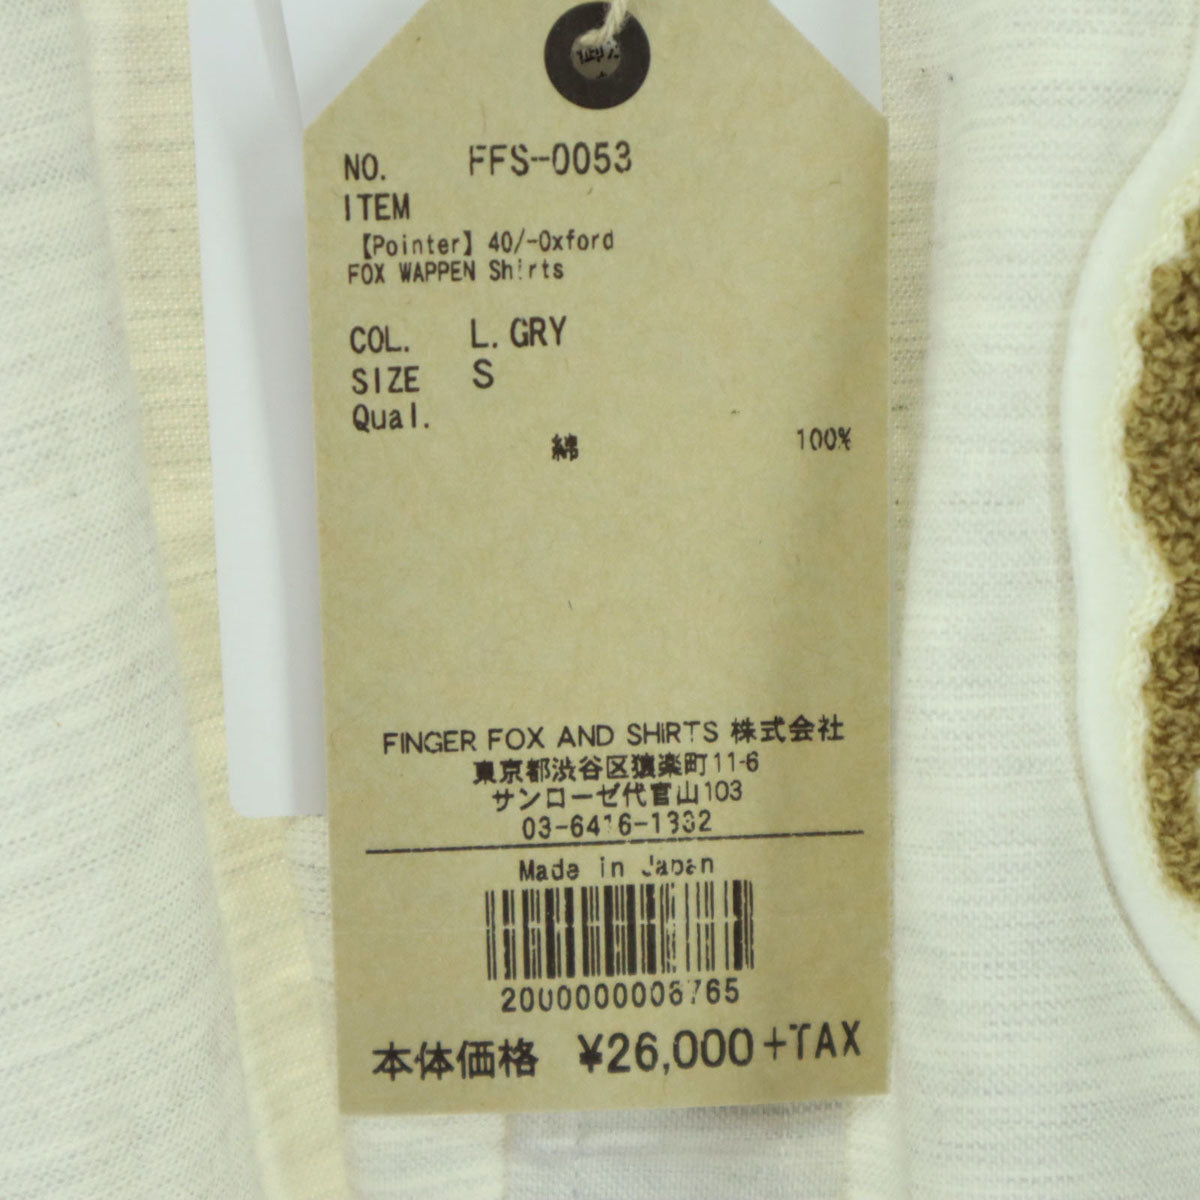 NO. FFS-0053
ITEM
【Pointer】40/-Oxford
FOX WAPPEN Shirts
COL. L.GRY
SIZE S
Qual.
綿 100%
FINGER FOX AND SHIRTS 株式会社
東京都渋谷区猿楽町11-6
サンローゼ代官山103
03-6416-1332
Made in Japan
2000000008765
本体価格 ¥26,000+TAX